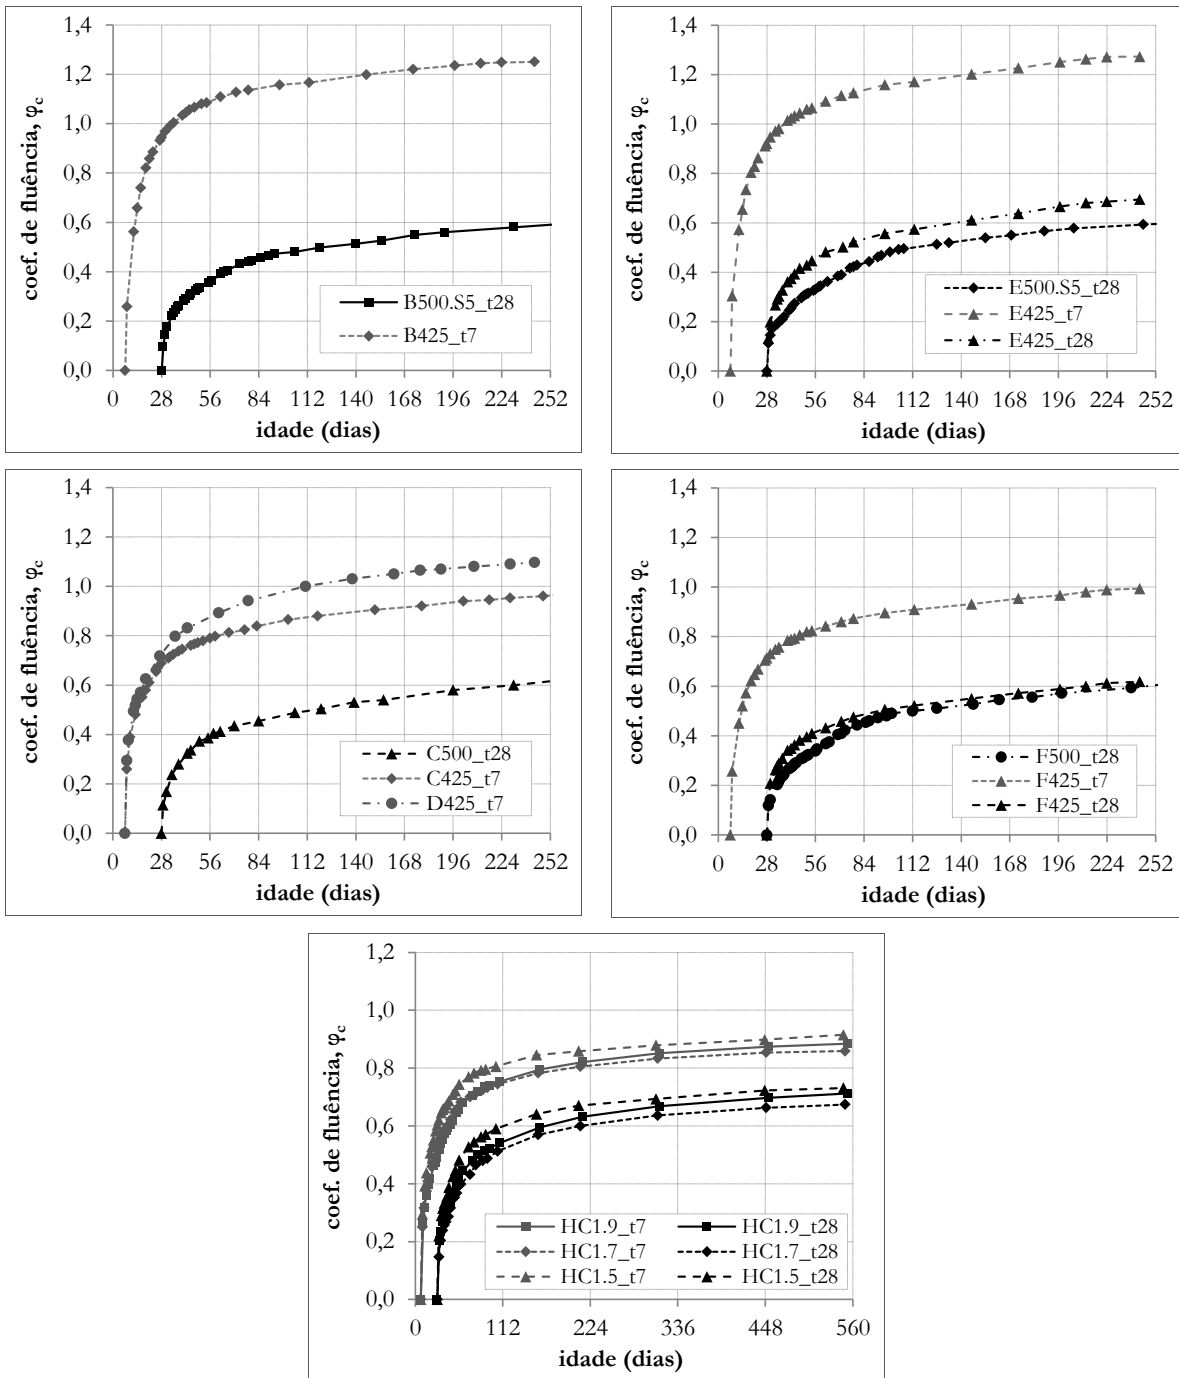 coef. de fluência, φc
1,4
1,2
1,0
0,8
0,6
0,4
0,2
0,0
B500.S5_t28
B425_t7
0 28 56 84 112 140 168 196 224 252
idade (dias)
coef. de fluência, φc
1,4
1,2
1,0
0,8
0,6
0,4
0,2
0,0
E500.S5_t28
E425_t7
E425_t28
0 28 56 84 112 140 168 196 224 252
idade (dias)
coef. de fluência, φc
1,4
1,2
1,0
0,8
0,6
0,4
0,2
0,0
C500_t28
C425_t7
D425_t7
0 28 56 84 112 140 168 196 224 252
idade (dias)
coef. de fluência, φc
1,4
1,2
1,0
0,8
0,6
0,4
0,2
0,0
F500_t28
F425_t7
F425_t28
0 28 56 84 112 140 168 196 224 252
idade (dias)
coef. de fluência, φc
1,2
1,0
0,8
0,6
0,4
0,2
0,0
HC1.9_t7 HC1.9_t28
HC1.7_t7 HC1.7_t28
HC1.5_t7 HC1.5_t28
0 112 224 336 448 560
idade (dias)